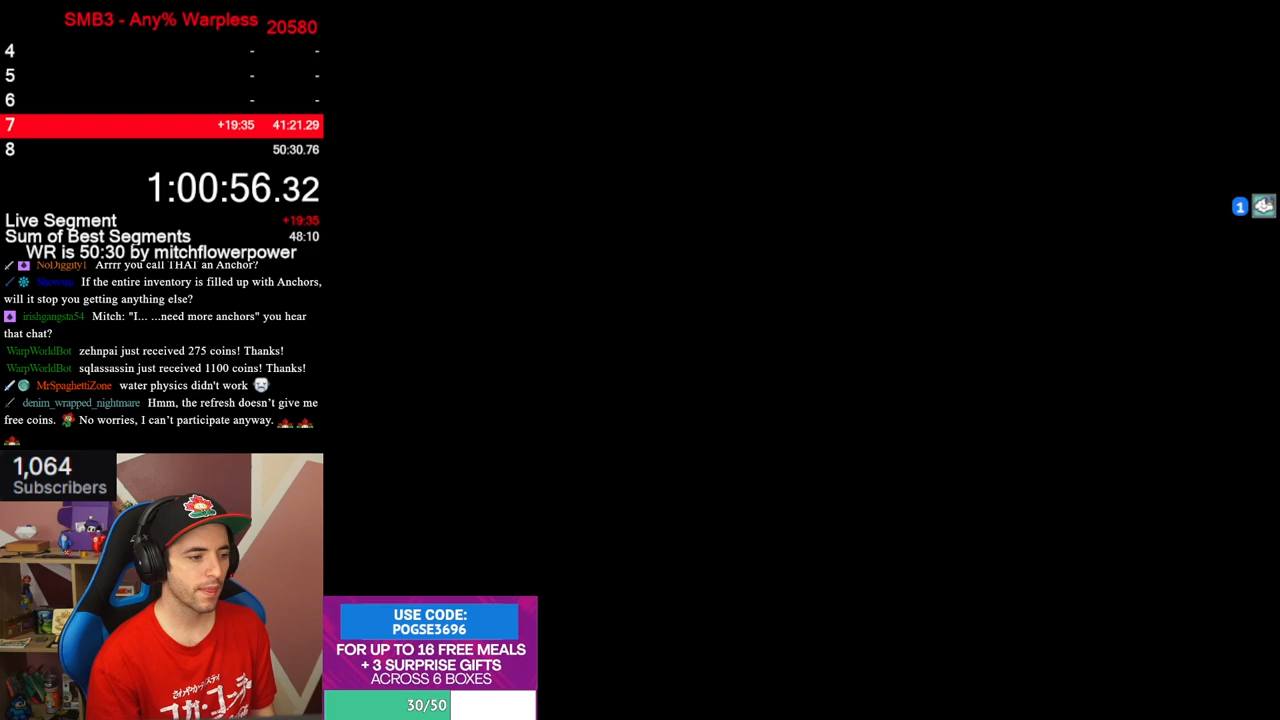 SMB3 - Any% Warpless 20580
4 - -
5 - -
6 - -
7 +19:35 41:21.29
8 50:30.76
1:00:56.32
Live Segment +19:35
Sum of Best Segments 48:10
WR is 50:30 by mitchflowerpower
NoDiggity1 Arrrr you call THAT an Anchor?
If the entire inventory is filled up with Anchors,
will it stop you getting anything else?
irishgangsta54 Mitch: "I... ...need more anchors" you hear
that chat?
WarpWorldBot zehnpai just received 275 coins! Thanks!
WarpWorldBot sqlassassin just received 1100 coins! Thanks!
MrSpaghettiZone water physics didn't work
denim_wrapped_nightmare Hmm, the refresh doesn't give me
free coins. No worries, I can't participate anyway.
1,064
Subscribers
1
USE CODE:
POGSE3696
FOR UP TO 16 FREE MEALS
+ 3 SURPRISE GIFTS
ACROSS 6 BOXES
30/50